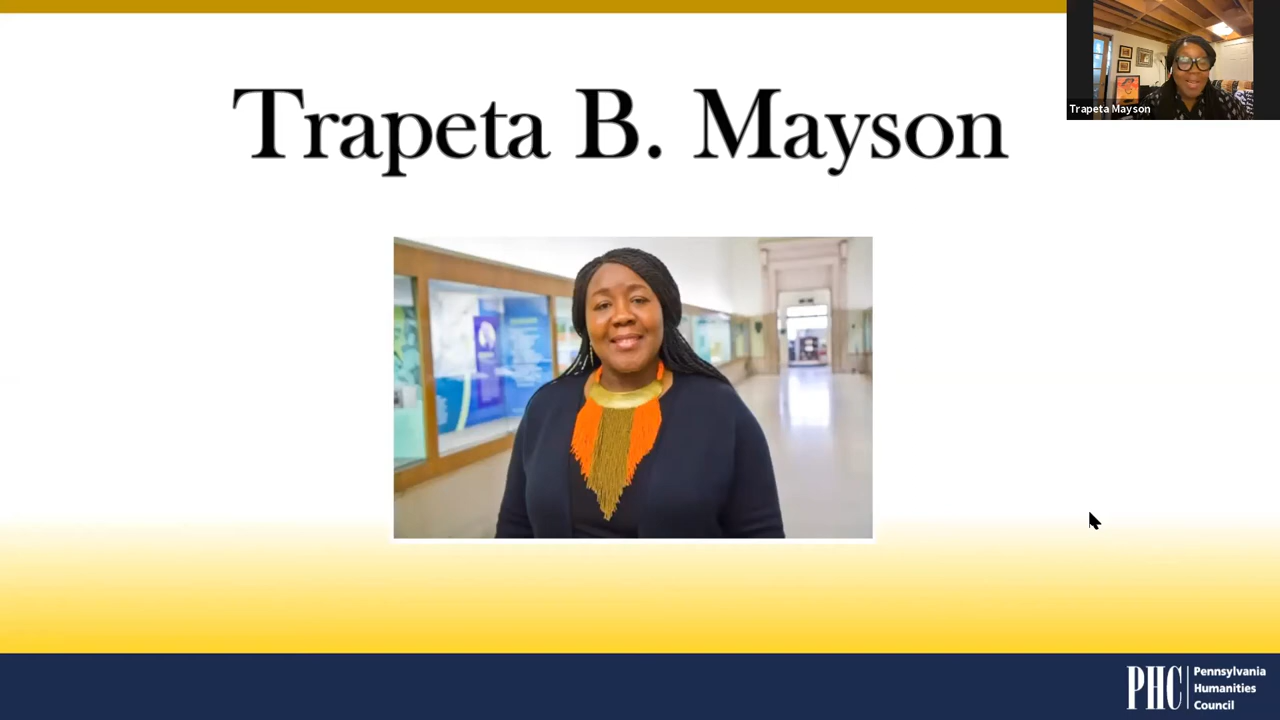 Trapeta B. Mayson
Trapeta Mayson
PHC
Pennsylvania
Humanities
Council